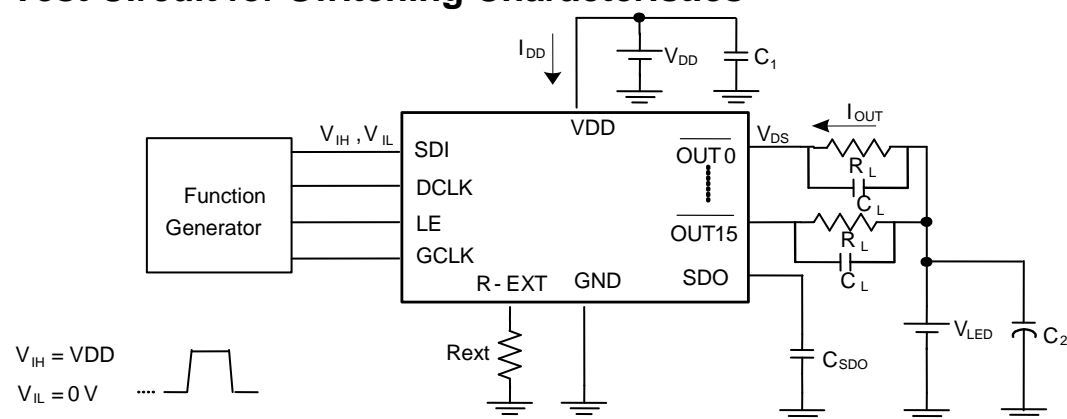 Test Circuit for Switching Characteristics
IDD
VDD
C1
VDD
VIH , VIL
SDI
DCLK
LE
GCLK
Function
Generator
OUT0
OUT15
SDO
R-EXT
GND
VDS
IOUT
RL
CL
RL
CL
Rext
CSDO
VLED
C2
VIH = VDD
VIL = 0 V
....